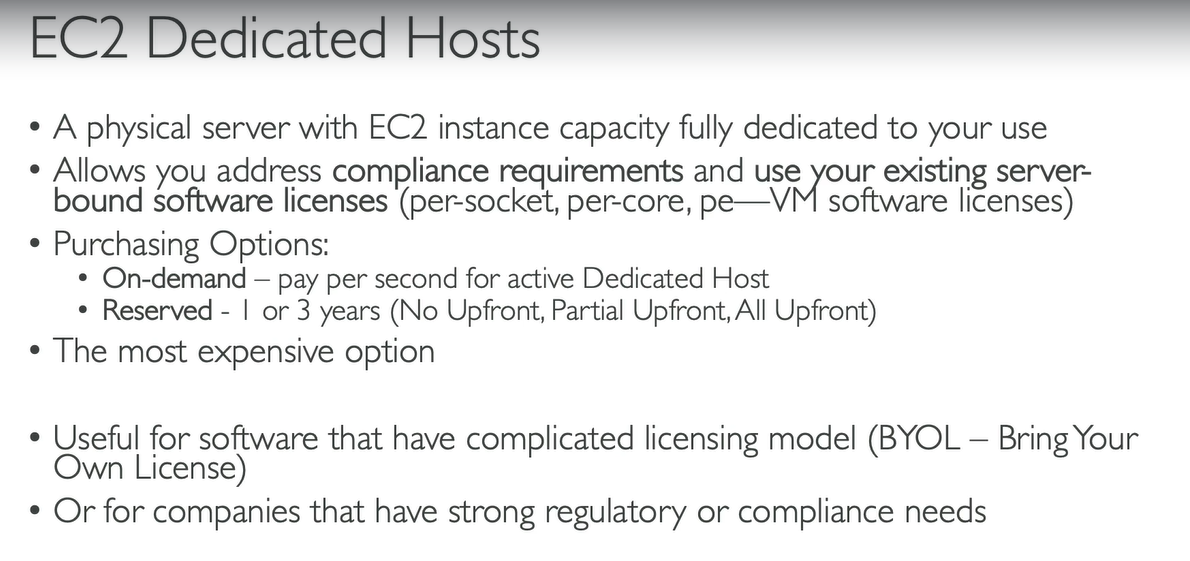 EC2 Dedicated Hosts
• A physical server with EC2 instance capacity fully dedicated to your use
• Allows you address compliance requirements and use your existing server-
bound software licenses (per-socket, per-core, pe—VM software licenses)
• Purchasing Options:
• On-demand – pay per second for active Dedicated Host
• Reserved - 1 or 3 years (No Upfront, Partial Upfront, All Upfront)
• The most expensive option
• Useful for software that have complicated licensing model (BYOL – Bring Your
Own License)
• Or for companies that have strong regulatory or compliance needs